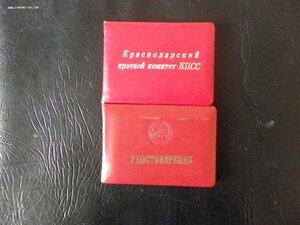 Краснодарский
краевой комитет КПСС
УДОСТОВЕРЕНИЕ